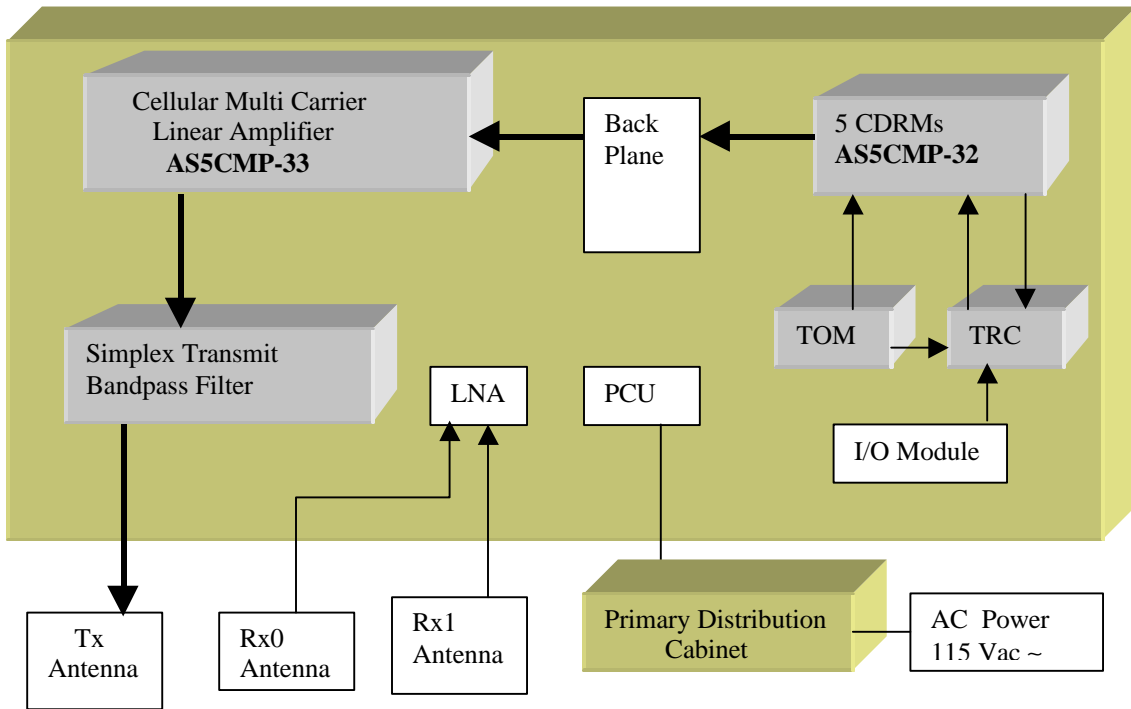 Cellular Multi Carrier
Linear Amplifier
AS5CMP-33
Back
Plane
5 CDRMs
AS5CMP-32
Simplex Transmit
Bandpass Filter
TOM
TRC
LNA
PCU
I/O Module
Tx
Antenna
Rx0
Antenna
Rx1
Antenna
Primary Distribution
Cabinet
AC Power
115 Vac ~